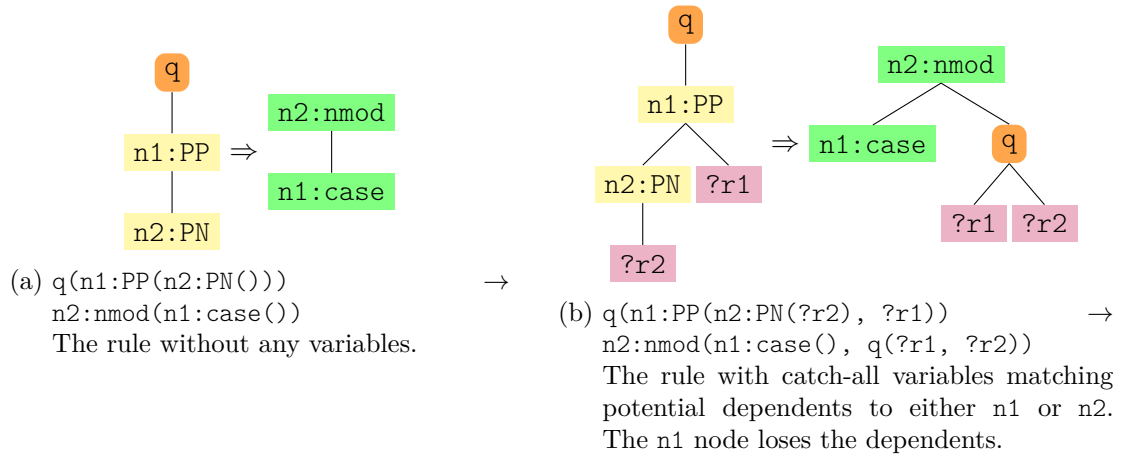 q
n1:PP
n2:PN
⇒
n2:nmod
n1:case
(a) q(n1:PP(n2:PN())) →
n2:nmod(n1:case())
The rule without any variables.
q
n1:PP
n2:PN ?r1
?r2
⇒
n2:nmod
n1:case q
?r1 ?r2
(b) q(n1:PP(n2:PN(?r2), ?r1)) →
n2:nmod(n1:case(), q(?r1, ?r2))
The rule with catch-all variables matching
potential dependents to either n1 or n2.
The n1 node loses the dependents.